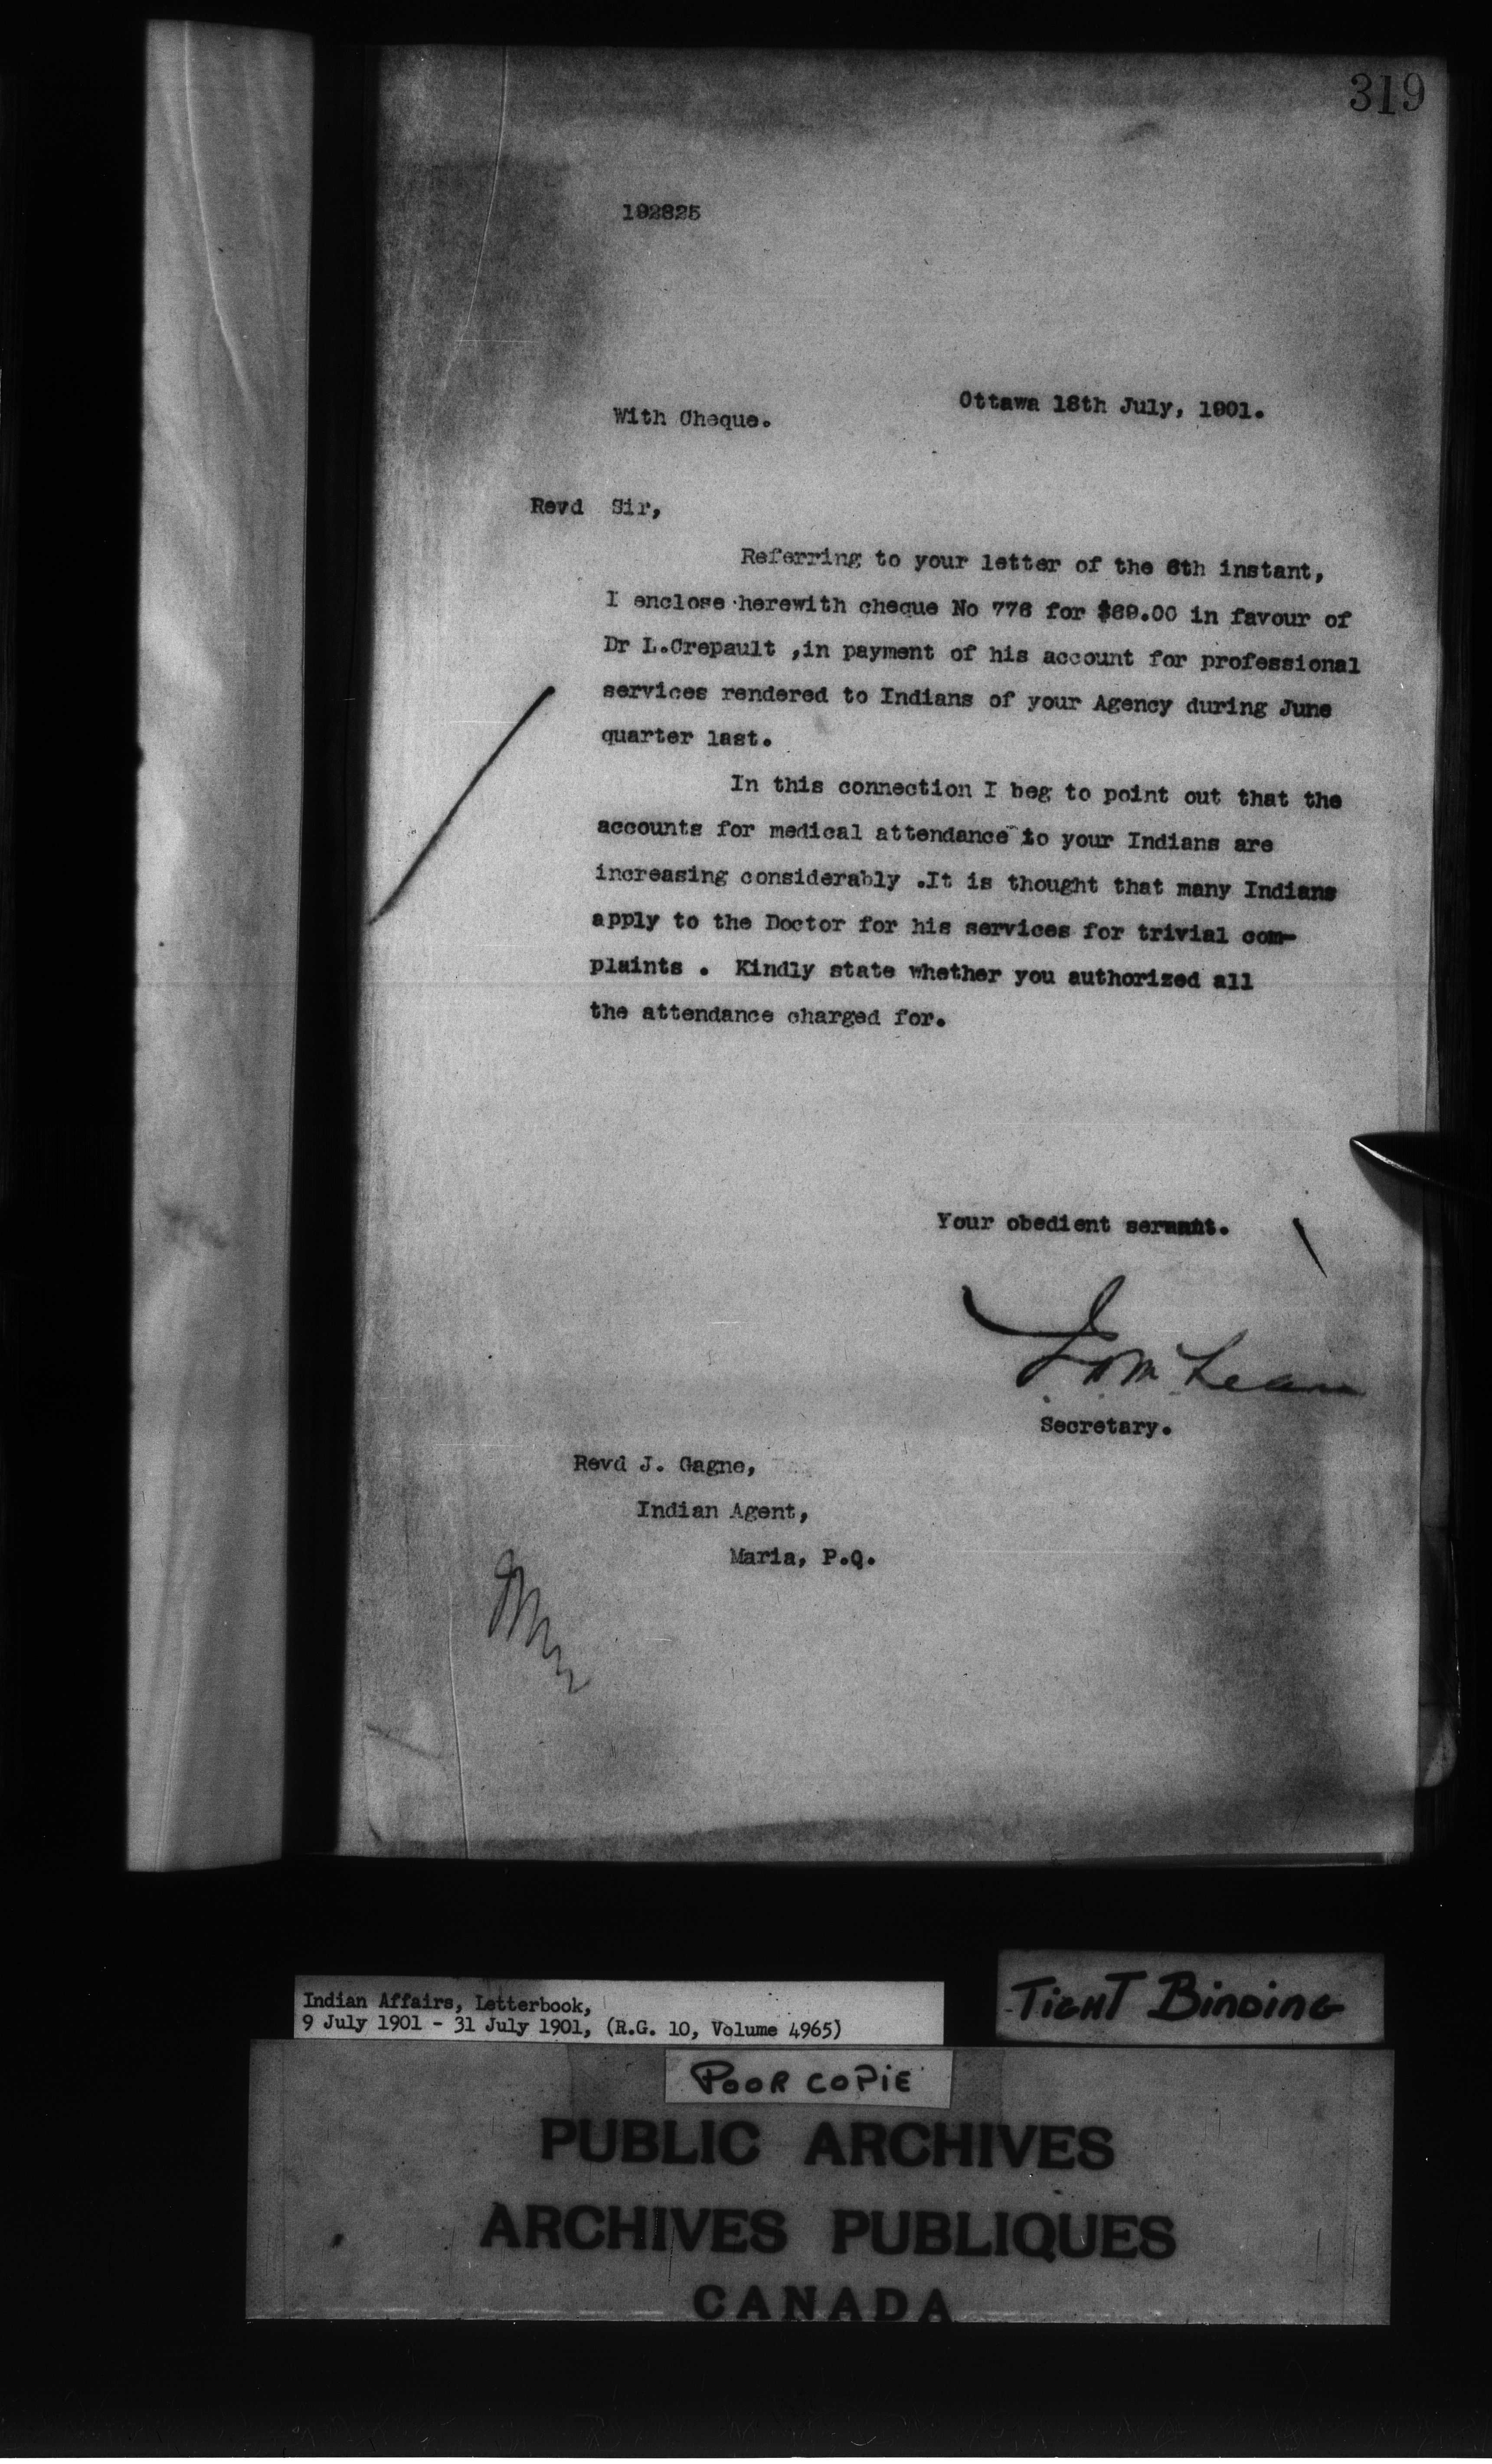 319
192825
With Cheque.
Ottawa 18th July, 1901.
Revd Sir,
Referring to your letter of the 6th instant,
I enclose herewith cheque No 776 for $69.00 in favour of
Dr L.Crepault ,in payment of his account for professional
services rendered to Indians of your Agency during June
quarter last.
In this connection I beg to point out that the
accounts for medical attendance to your Indians are
increasing considerably .It is thought that many Indians
apply to the Doctor for his services for trivial com-
plaints . Kindly state whether you authorized all
the attendance charged for.
Your obedient servant.
McLean
Secretary.
Revd J. Gagne,
Indian Agent,
Maria, P.Q.
Indian Affairs, Letterbook,
9 July 1901 - 31 July 1901, (R.G. 10, Volume 4965)
TIGHT BINDING
POOR COPIE
PUBLIC ARCHIVES
ARCHIVES PUBLIQUES
CANADA